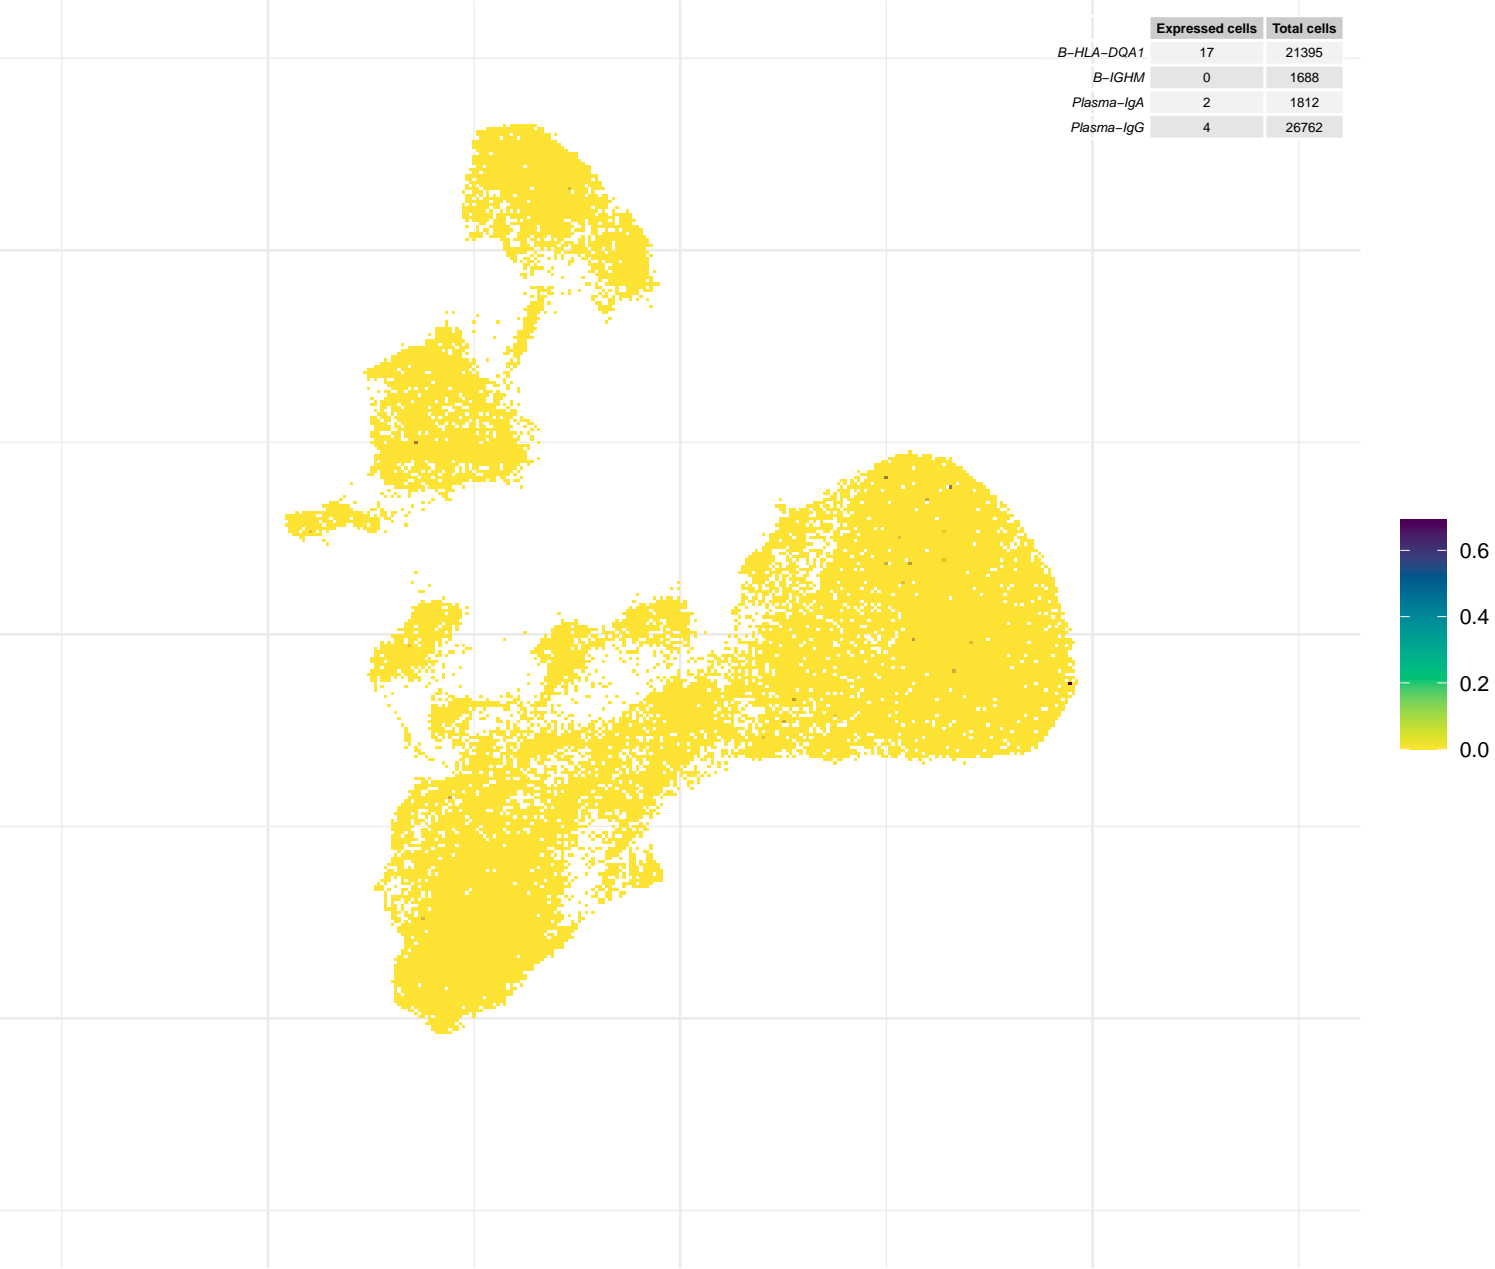 Expressed cells Total cells
B−HLA−DQA1 17 21395
B−IGHM 0 1688
Plasma−IgA 2 1812
Plasma−IgG 4 26762
0.6
0.4
0.2
0.0